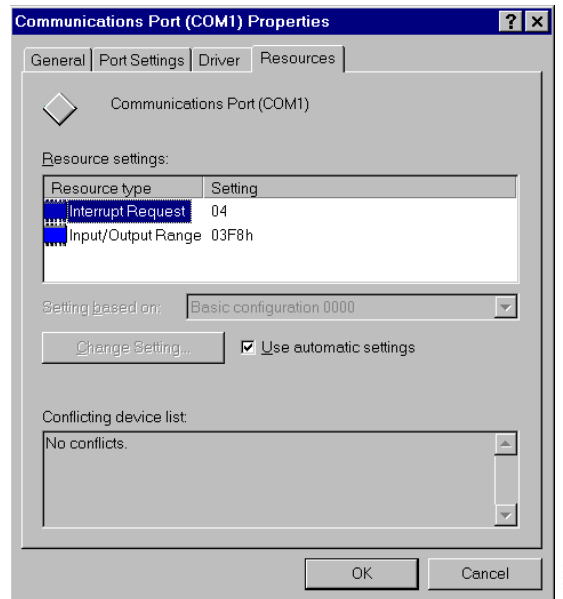 Communications Port (COM1) Properties
General Port Settings Driver Resources
Communications Port (COM1)
Resource settings:
Resource type Setting
Interrupt Request 04
Input/Output Range 03F8h
Setting based on: Basic configuration 0000
Change Setting... Use automatic settings
Conflicting device list:
No conflicts.
OK Cancel